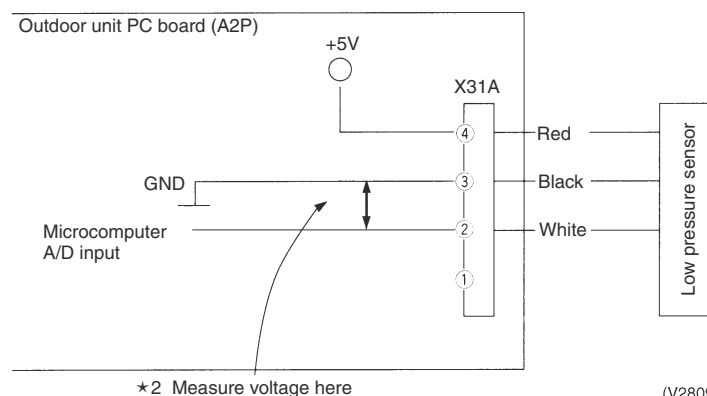 Outdoor unit PC board (A2P)
+5V
X31A
④
Red
GND
③
Black
Microcomputer
A/D input
②
White
①
Low pressure sensor
★2 Measure voltage here
(V2809